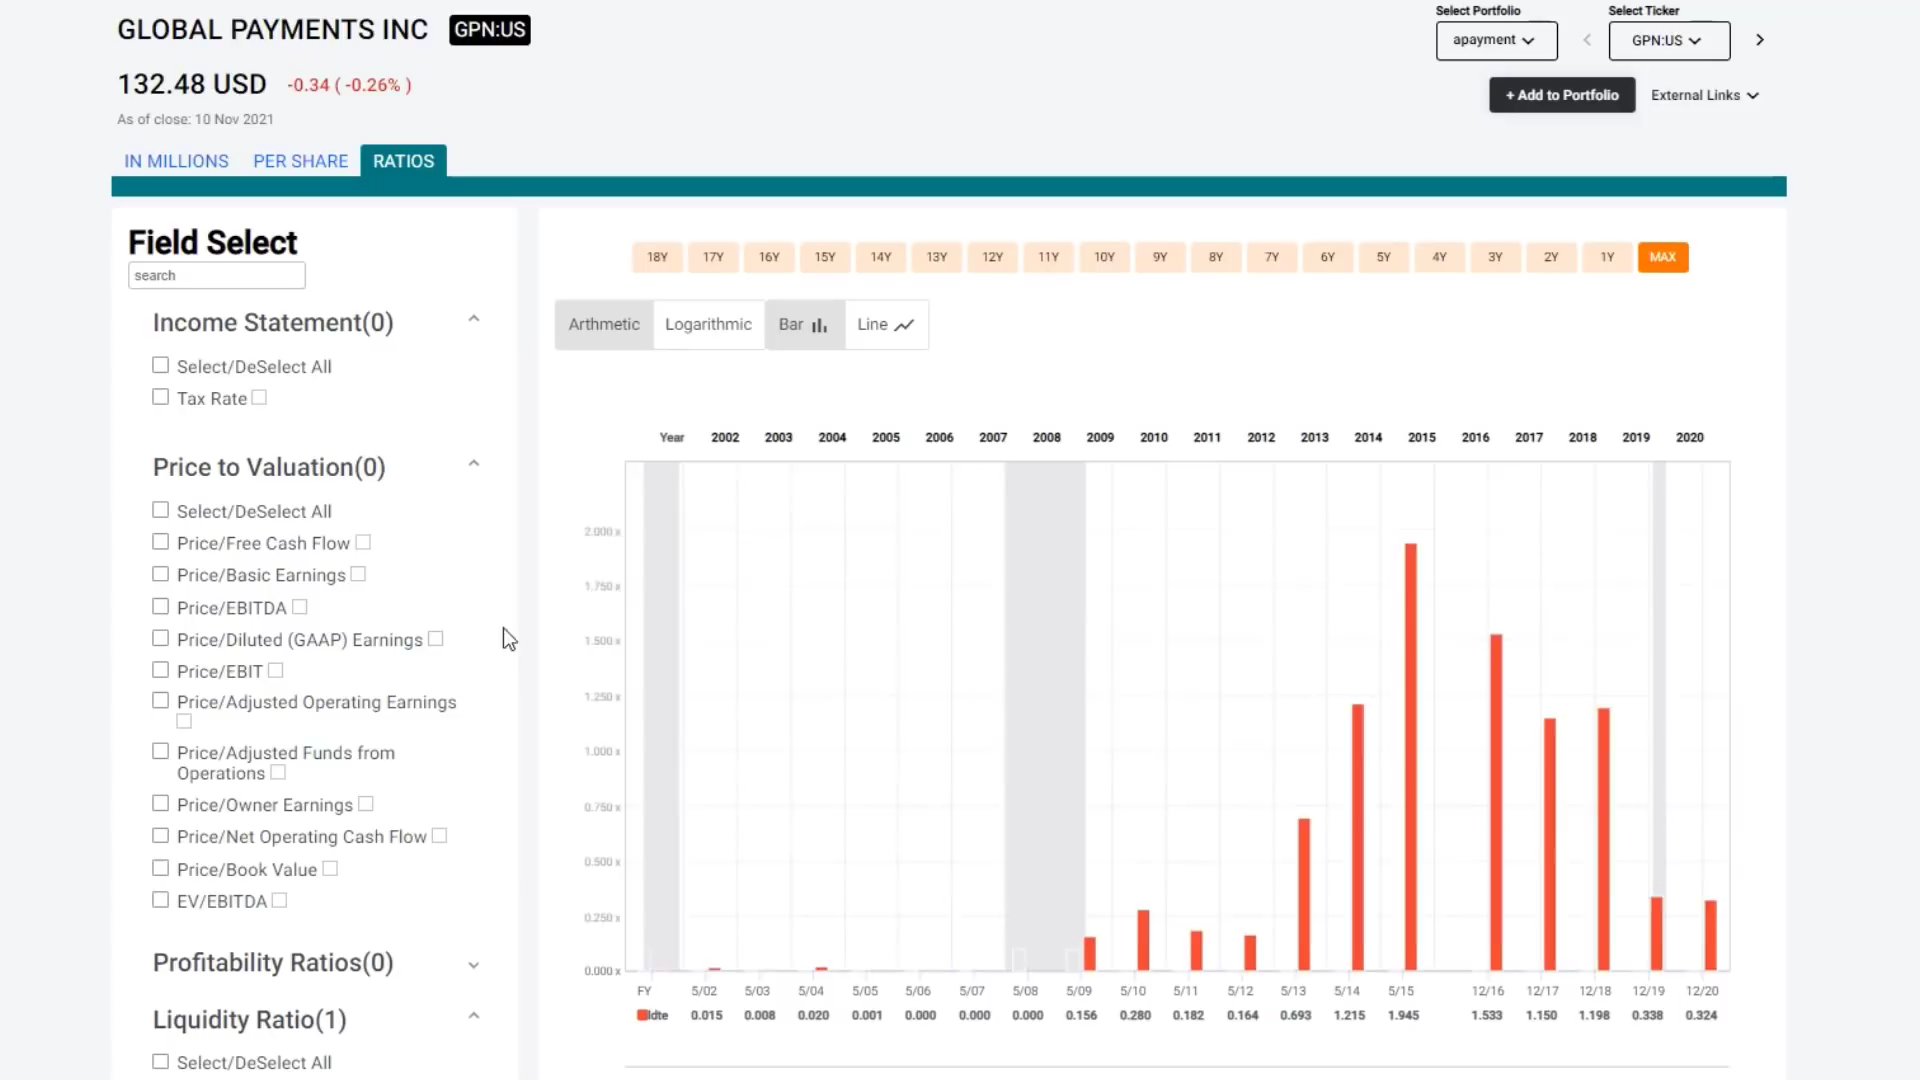 GLOBAL PAYMENTS INC GPN:US
132.48 USD -0.34 ( -0.26% )
As of close: 10 Nov 2021
Select Portfolio
apayment
Select Ticker
GPN:US
+ Add to Portfolio
External Links
IN MILLIONS PER SHARE RATIOS
Field Select
search
Income Statement(0)
Select/DeSelect All
Tax Rate
Price to Valuation(0)
Select/DeSelect All
Price/Free Cash Flow
Price/Basic Earnings
Price/EBITDA
Price/Diluted (GAAP) Earnings
Price/EBIT
Price/Adjusted Operating Earnings
Price/Adjusted Funds from
Operations
Price/Owner Earnings
Price/Net Operating Cash Flow
Price/Book Value
EV/EBITDA
Profitability Ratios(0)
Liquidity Ratio(1)
Select/DeSelect All
18Y 17Y 16Y 15Y 14Y 13Y 12Y 11Y 10Y 9Y 8Y 7Y 6Y 5Y 4Y 3Y 2Y 1Y MAX
Arthmetic Logarithmic Bar Line
Year 2002 2003 2004 2005 2006 2007 2008 2009 2010 2011 2012 2013 2014 2015 2016 2017 2018 2019 2020
2.000 x
1.750 x
1.500 x
1.250 x
1.000 x
0.750 x
0.500 x
0.250 x
0.000 x
FY 5/02 5/03 5/04 5/05 5/06 5/07 5/08 5/09 5/10 5/11 5/12 5/13 5/14 5/15 12/16 12/17 12/18 12/19 12/20
ldte 0.015 0.008 0.020 0.001 0.000 0.000 0.000 0.156 0.280 0.182 0.164 0.693 1.215 1.945 1.533 1.150 1.198 0.338 0.324